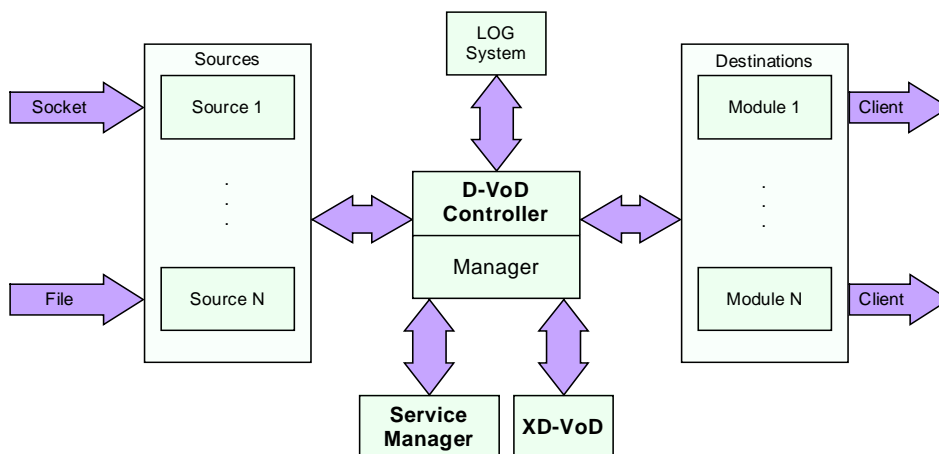 LOG
System
Sources
Destinations
Socket
Source 1
Module 1
Client
.
.
.
.
.
.
D-VoD
Controller
Manager
File
Source N
Module N
Client
Service
Manager
XD-VoD